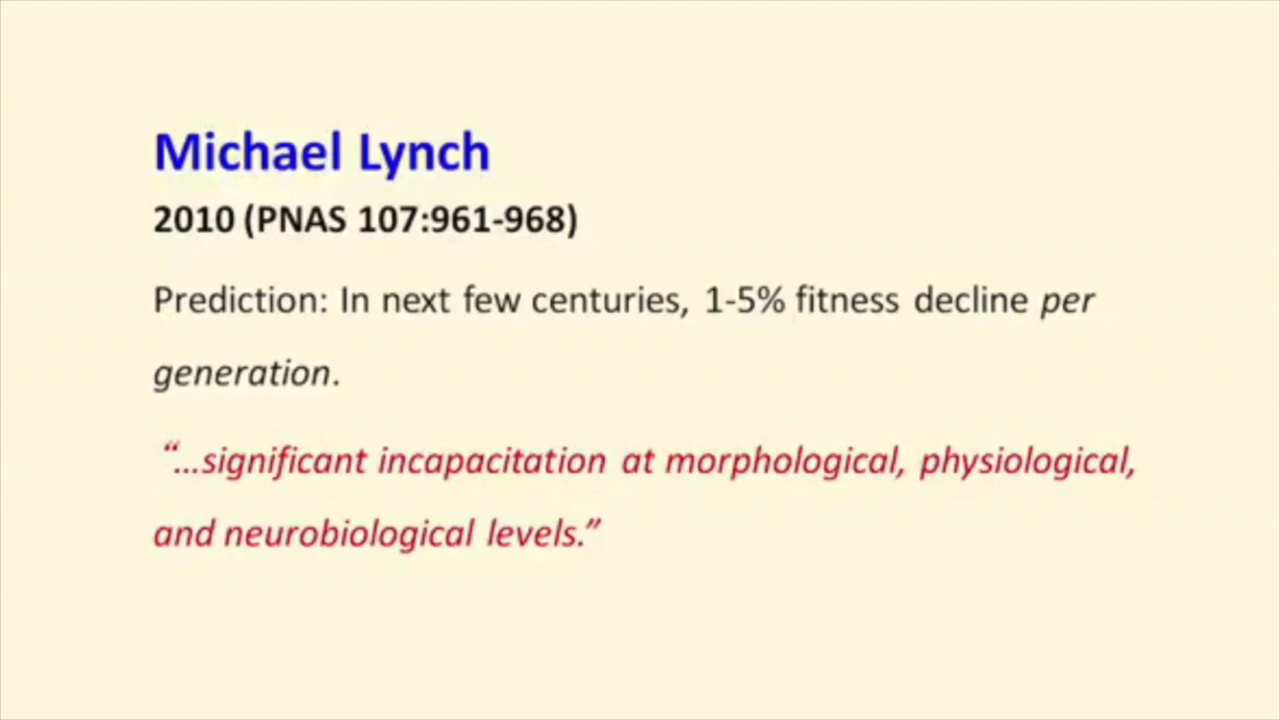 Michael Lynch
2010 (PNAS 107:961-968)
Prediction: In next few centuries, 1-5% fitness decline per
generation.
“…significant incapacitation at morphological, physiological,
and neurobiological levels.”